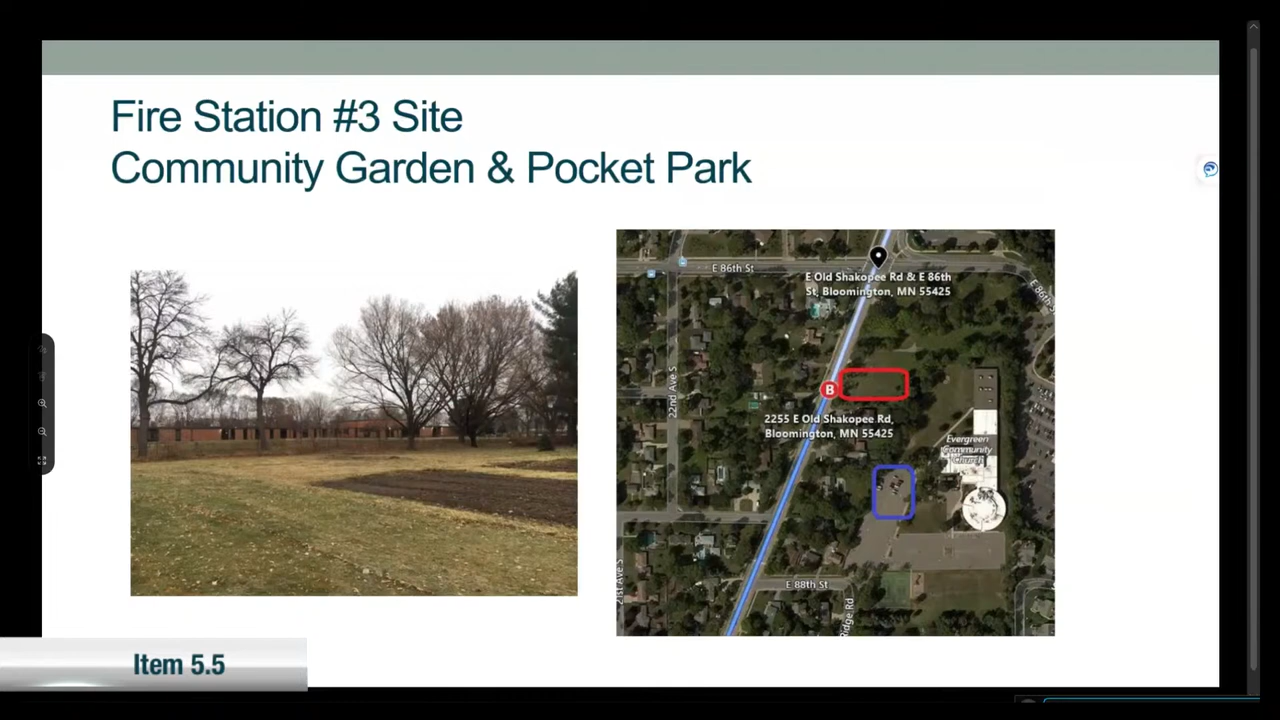 Fire Station #3 Site
Community Garden & Pocket Park
E 86th St
E Old Shakopee Rd & E 86th
St, Bloomington, MN 55425
E 86th S
22nd Ave S
B
2255 E Old Shakopee Rd,
Bloomington, MN 55425
Evergreen
Community
Church
E 88th St
21st Ave S
Ridge Rd
Item 5.5